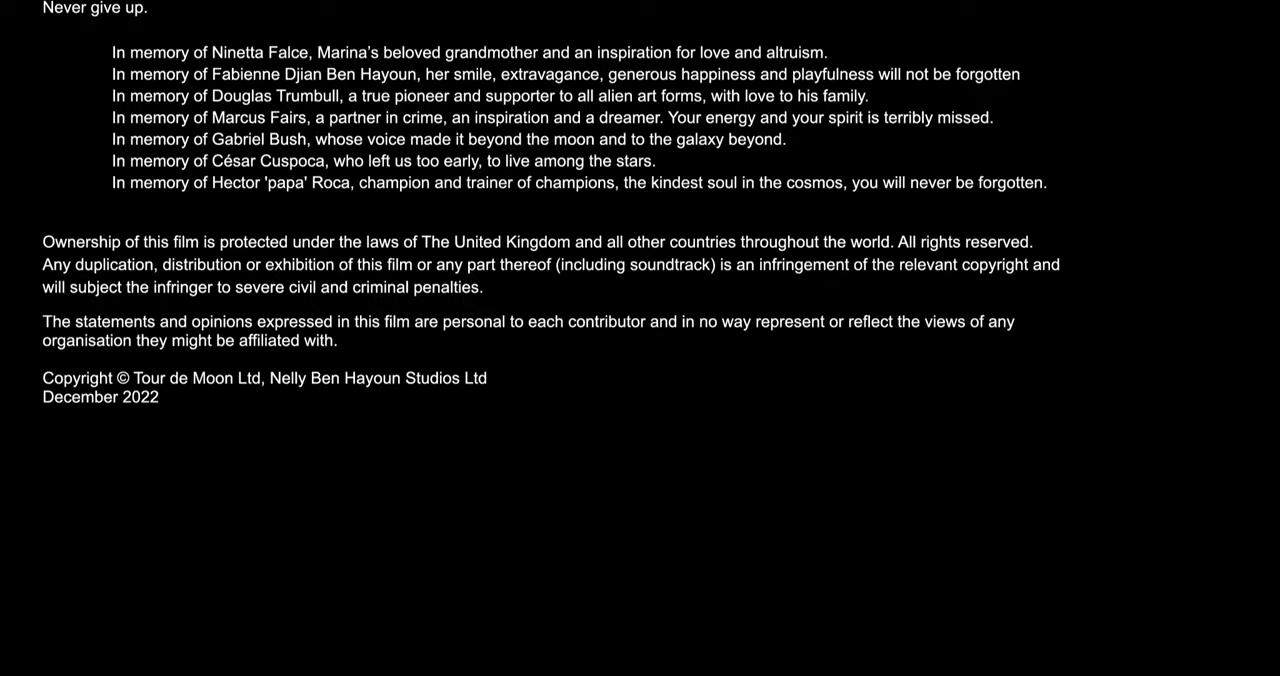 Never give up.
In memory of Ninetta Falce, Marina’s beloved grandmother and an inspiration for love and altruism.
In memory of Fabienne Djian Ben Hayoun, her smile, extravagance, generous happiness and playfulness will not be forgotten
In memory of Douglas Trumbull, a true pioneer and supporter to all alien art forms, with love to his family.
In memory of Marcus Fairs, a partner in crime, an inspiration and a dreamer. Your energy and your spirit is terribly missed.
In memory of Gabriel Bush, whose voice made it beyond the moon and to the galaxy beyond.
In memory of César Cuspoca, who left us too early, to live among the stars.
In memory of Hector 'papa' Roca, champion and trainer of champions, the kindest soul in the cosmos, you will never be forgotten.
Ownership of this film is protected under the laws of The United Kingdom and all other countries throughout the world. All rights reserved.
Any duplication, distribution or exhibition of this film or any part thereof (including soundtrack) is an infringement of the relevant copyright and
will subject the infringer to severe civil and criminal penalties.
The statements and opinions expressed in this film are personal to each contributor and in no way represent or reflect the views of any
organisation they might be affiliated with.
Copyright © Tour de Moon Ltd, Nelly Ben Hayoun Studios Ltd
December 2022